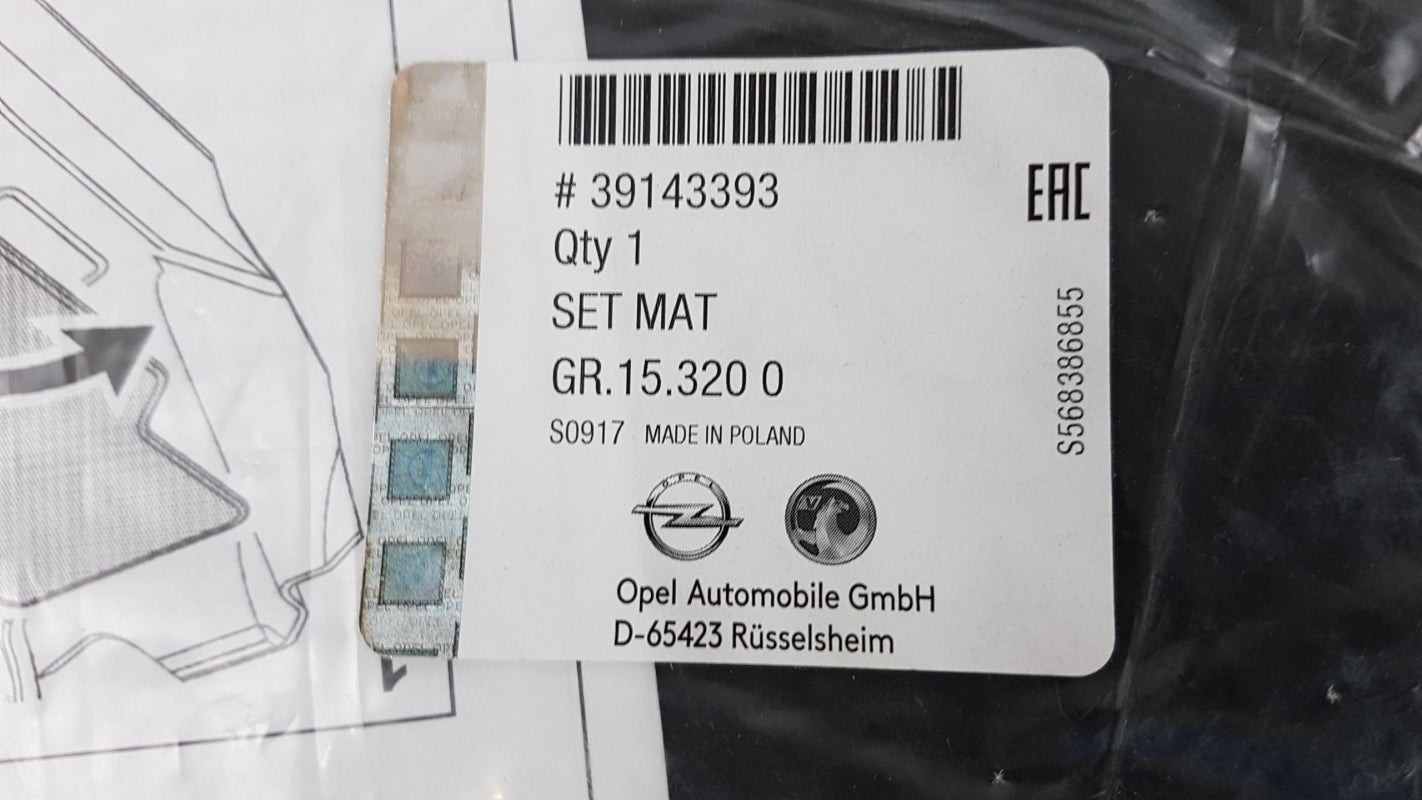 # 39143393
EAC
Qty 1
SET MAT
GR.15.320 0
S0917 MADE IN POLAND
S568386855
OPEL
V
Opel Automobile GmbH
D-65423 Rüsselsheim